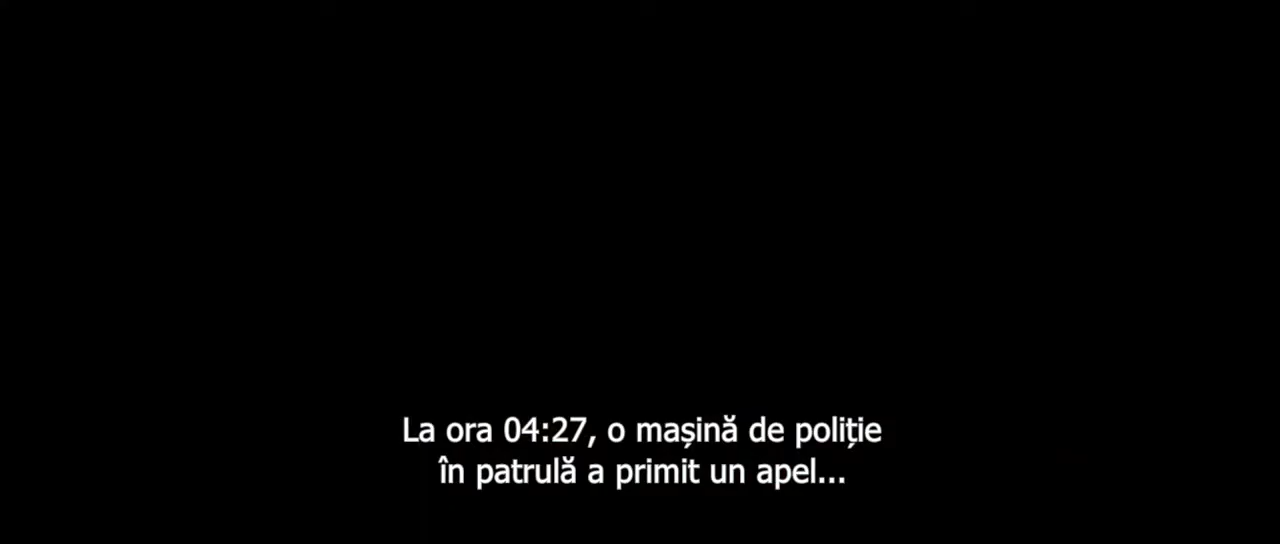 La ora 04:27, o mașină de poliție
în patrulă a primit un apel...